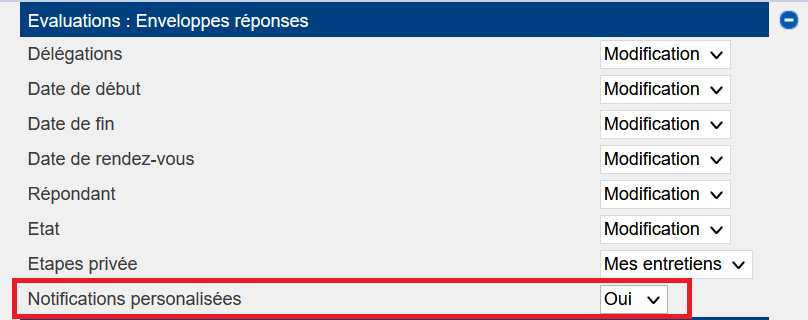 Evaluations : Enveloppes réponses
Délégations Modification
Date de début Modification
Date de fin Modification
Date de rendez-vous Modification
Répondant Modification
Etat Modification
Etapes privée Mes entretiens
Notifications personalisées Oui